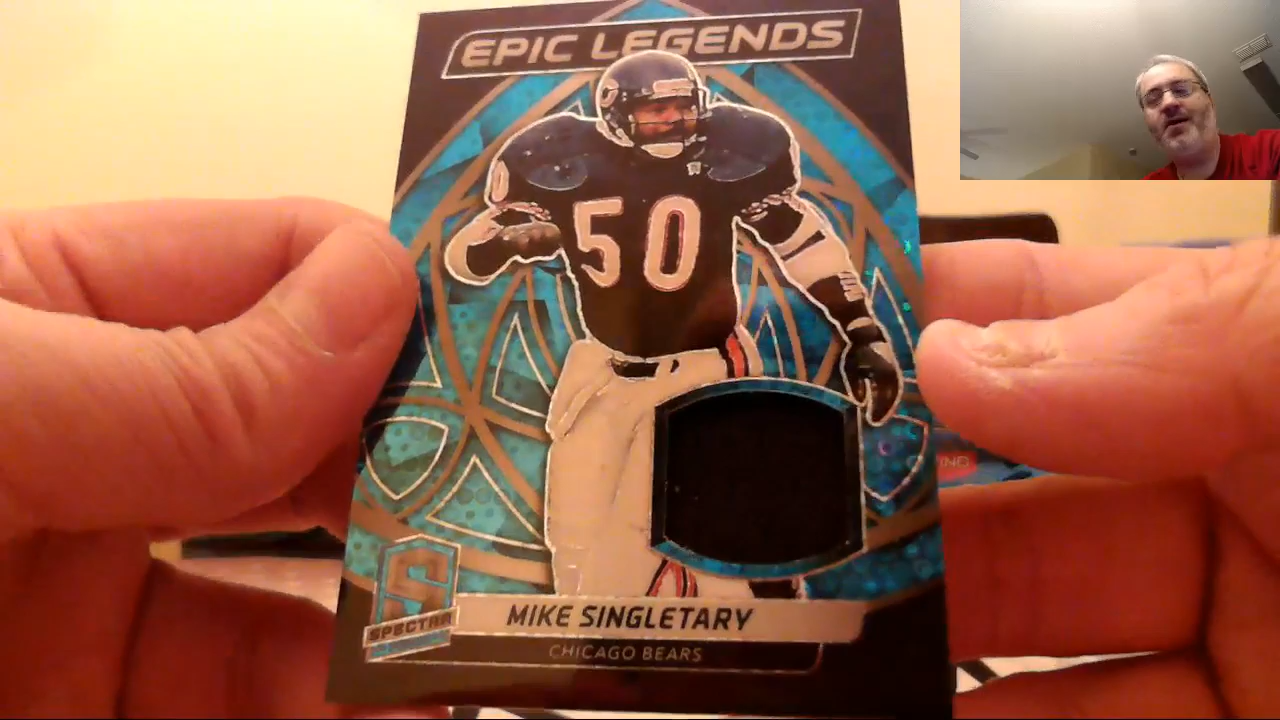 EPIC LEGENDS
50
SPECTRA
MIKE SINGLETARY
CHICAGO BEARS